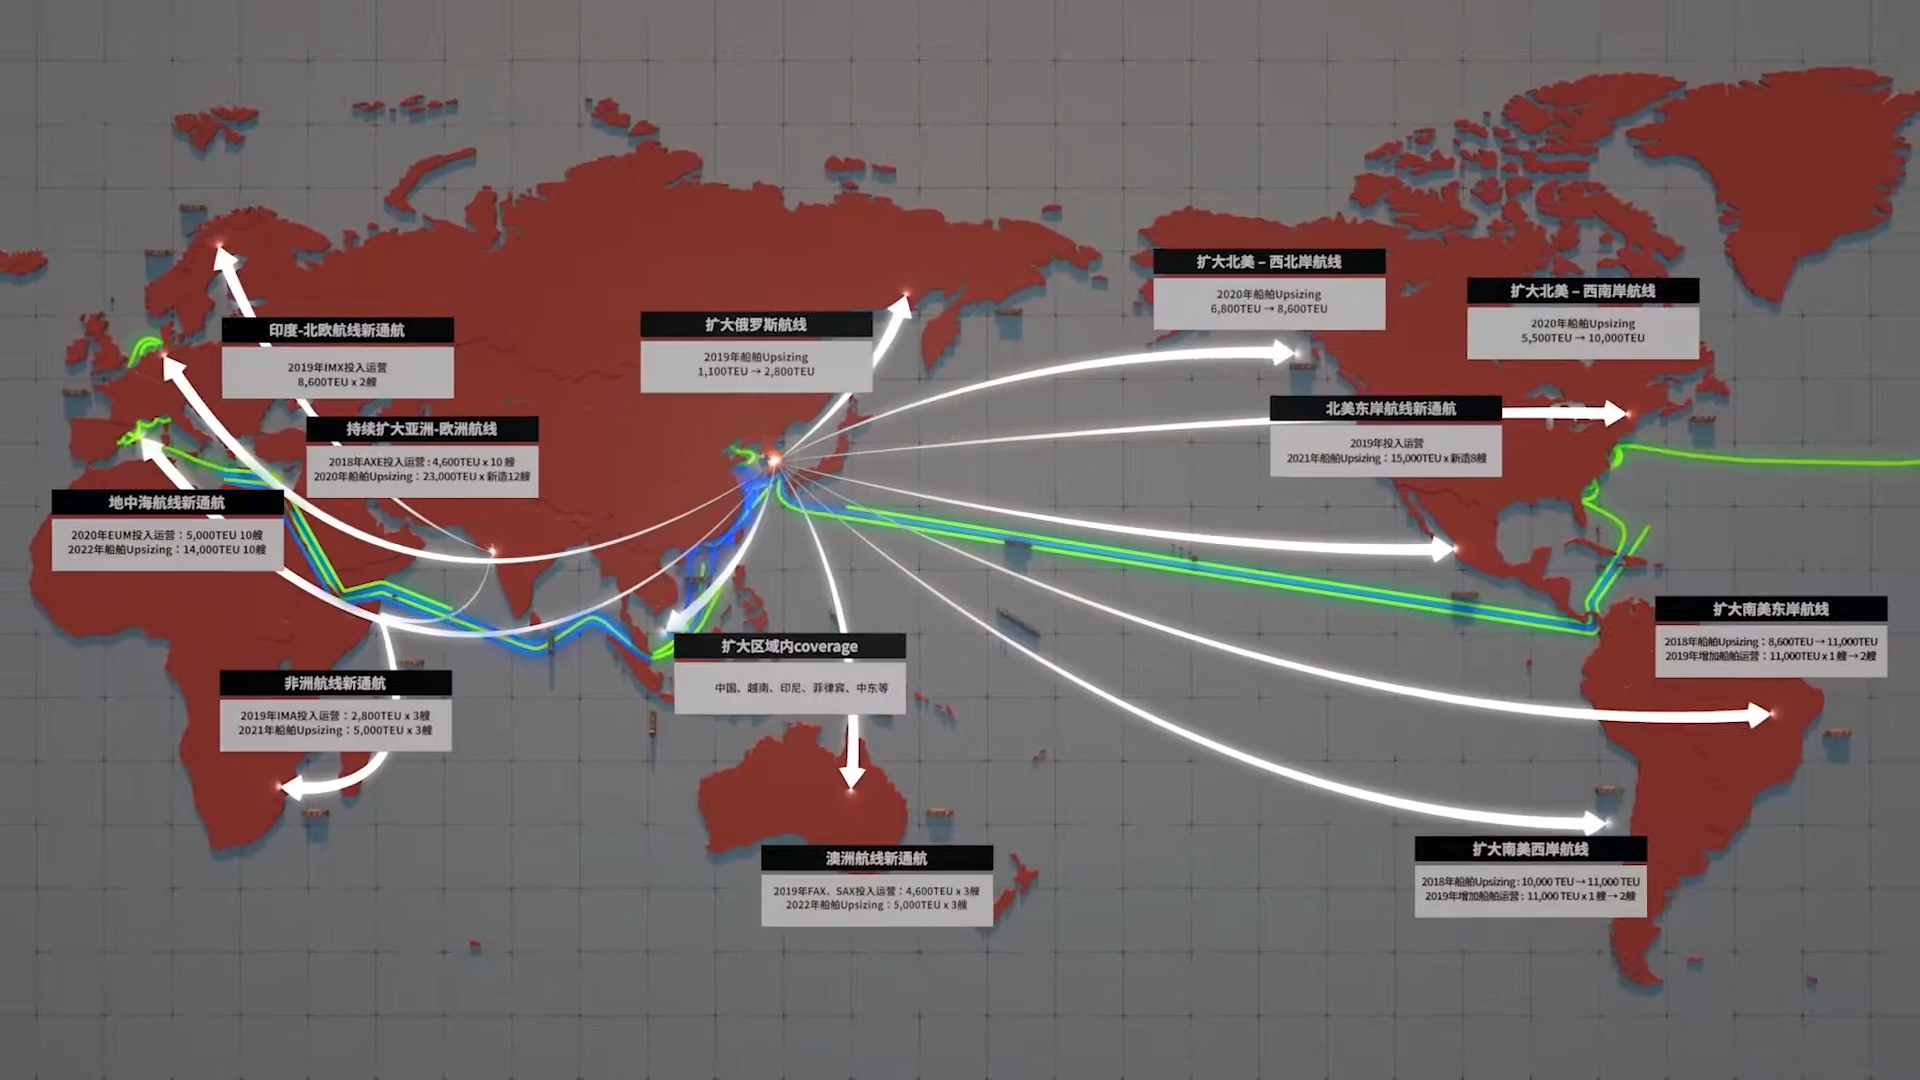 扩大北美 – 西北岸航线
2020年船舶Upsizing
6,800TEU → 8,600TEU
扩大北美 – 西南岸航线
2020年船舶Upsizing
5,500TEU → 10,000TEU
印度-北欧航线新通航
2019年IMX投入运营
8,600TEU x 2艘
扩大俄罗斯航线
2019年船舶Upsizing
1,100TEU → 2,800TEU
北美东岸航线新通航
2019年投入运营
2021年船舶Upsizing：15,000TEU x 新造8艘
持续扩大亚洲-欧洲航线
2018年AXE投入运营 : 4,600TEU x 10 艘
2020年船舶Upsizing：23,000TEU x 新造12艘
地中海航线新通航
2020年EUM投入运营：5,000TEU 10艘
2022年船舶Upsizing：14,000TEU 10艘
扩大南美东岸航线
2018年船舶Upsizing：8,600TEU → 11,000TEU
2019年增加船舶运营：11,000TEU x 1 艘 → 2艘
扩大区域内coverage
中国、越南、印尼、菲律宾、中东等
非洲航线新通航
2019年IMA投入运营：2,800TEU x 3艘
2021年船舶Upsizing：5,000TEU x 3艘
澳洲航线新通航
2019年FAX、SAX投入运营：4,600TEU x 3艘
2022年船舶Upsizing：5,000TEU x 3艘
扩大南美西岸航线
2018年船舶Upsizing : 10,000 TEU → 11,000 TEU
2019年增加船舶运营 : 11,000 TEU x 1 艘 → 2艘